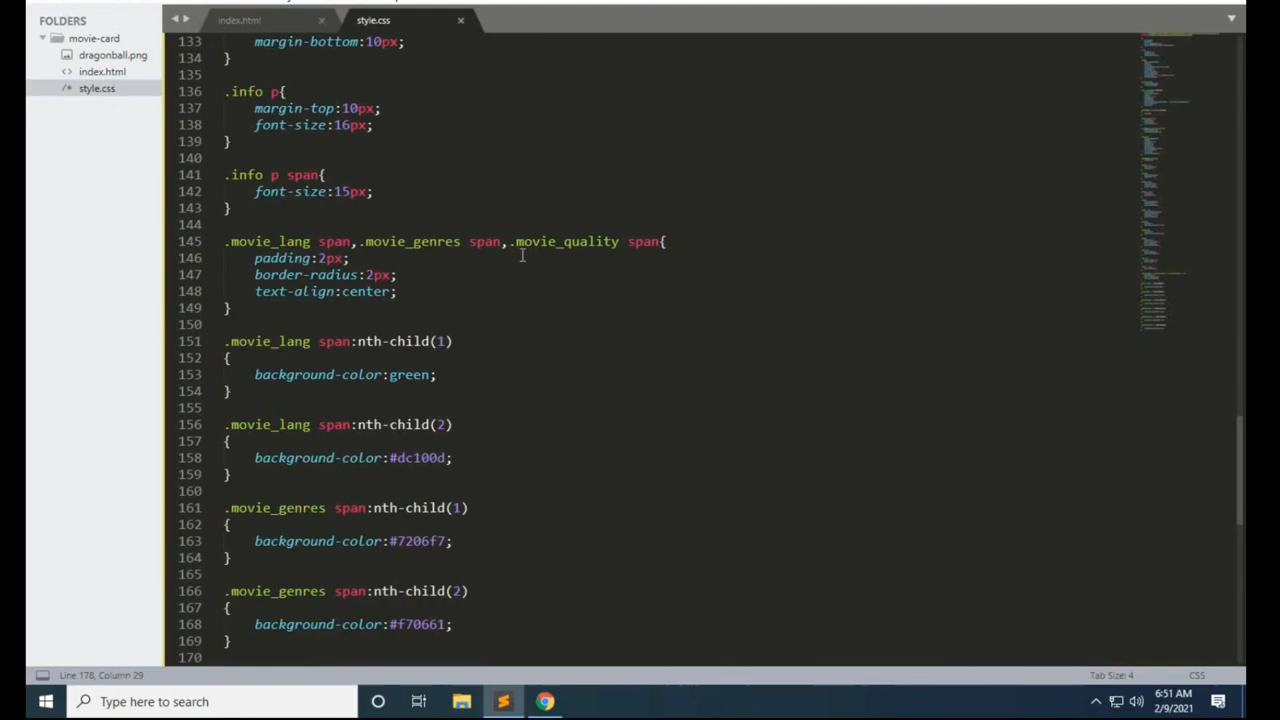 FOLDERS
movie-card
dragonball.png
index.html
style.css
index.html
style.css
133 margin-bottom:10px;
134 }
135
136 .info p{
137 margin-top:10px;
138 font-size:16px;
139 }
140
141 .info p span{
142 font-size:15px;
143 }
144
145 .movie_lang span,.movie_genres span,.movie_quality span{
146 padding:2px;
147 border-radius:2px;
148 text-align:center;
149 }
150
151 .movie_lang span:nth-child(1)
152 {
153 background-color:green;
154 }
155
156 .movie_lang span:nth-child(2)
157 {
158 background-color:#dc100d;
159 }
160
161 .movie_genres span:nth-child(1)
162 {
163 background-color:#7206f7;
164 }
165
166 .movie_genres span:nth-child(2)
167 {
168 background-color:#f70661;
169 }
170
Line 178, Column 29
Tab Size: 4
CSS
Type here to search
6:51 AM
2/9/2021